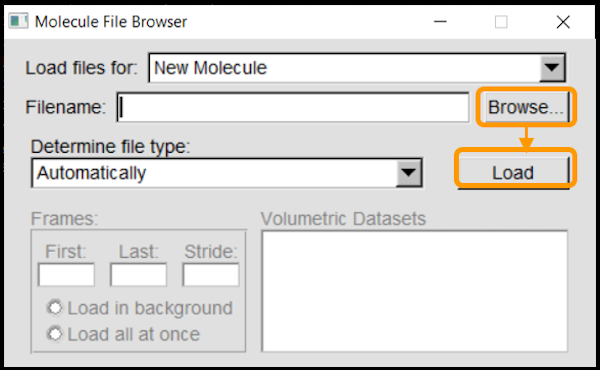 Molecule File Browser
Load files for: New Molecule
Filename: Browse...
Determine file type:
Automatically Load
Frames: Volumetric Datasets
First: Last: Stride:
Load in background
Load all at once